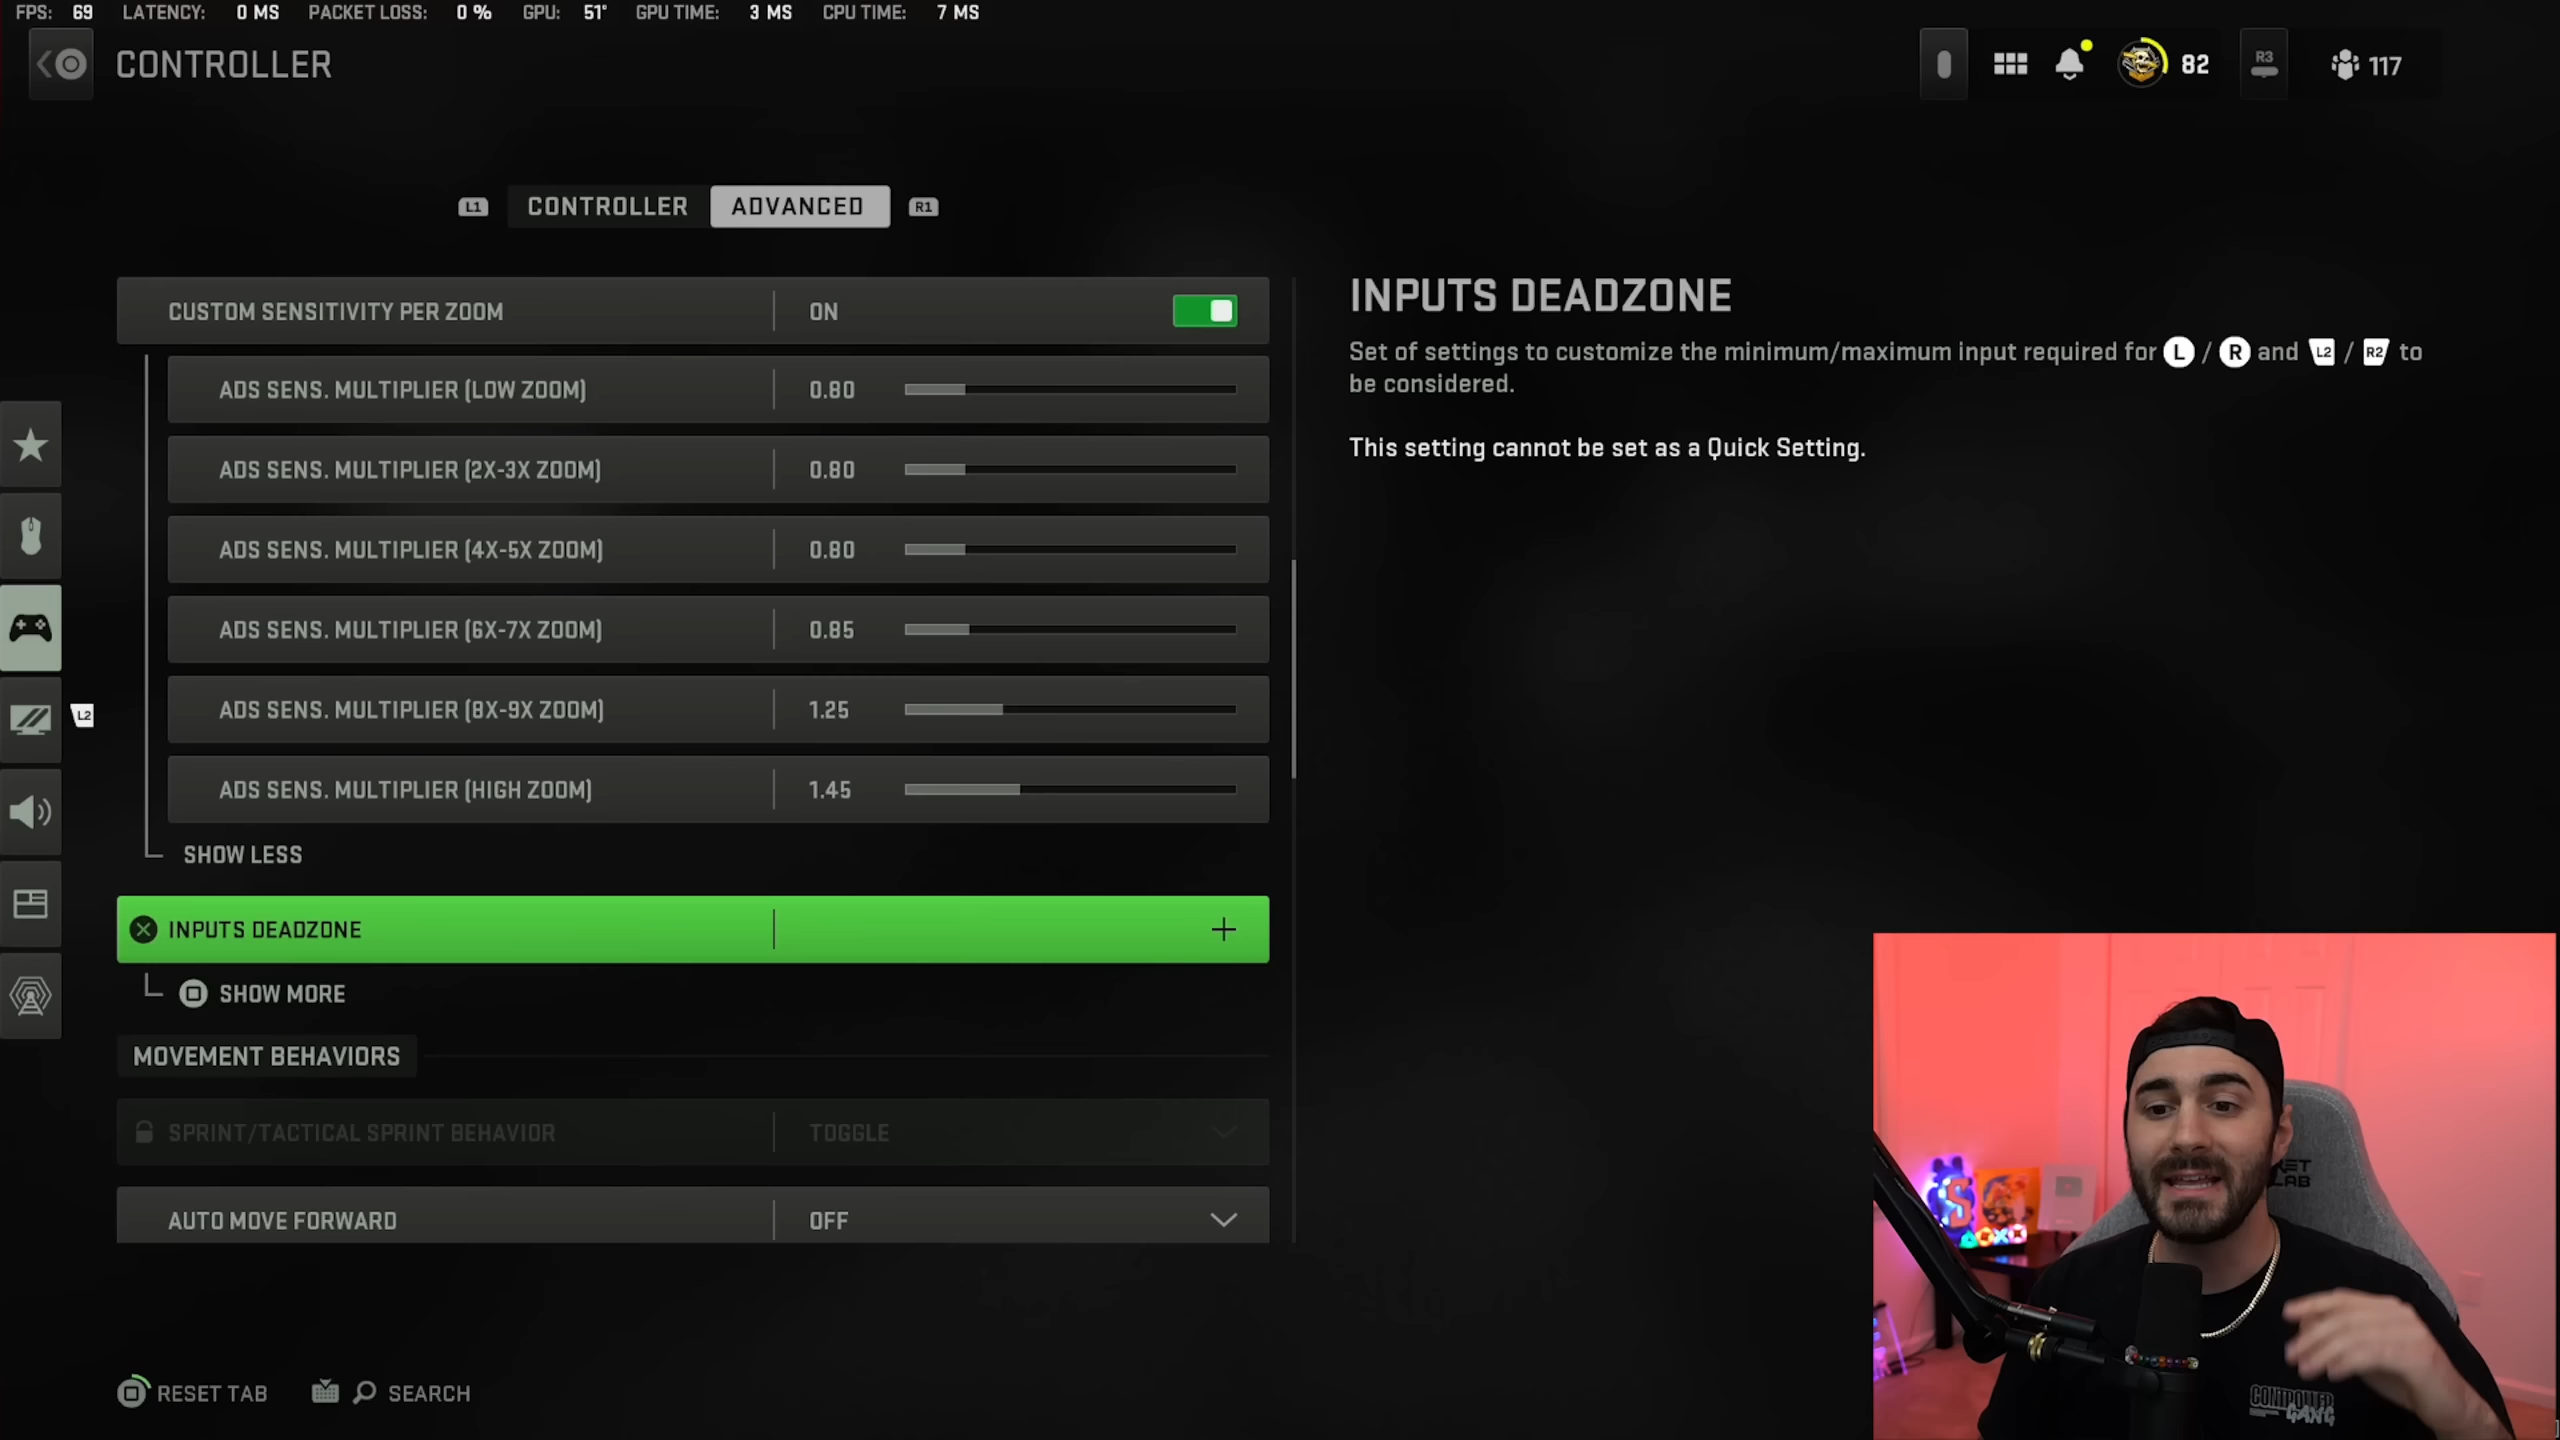 FPS: 69 LATENCY: 0 MS PACKET LOSS: 0 % GPU: 51° GPU TIME: 3 MS CPU TIME: 7 MS
CONTROLLER
82
R3
117
L1
CONTROLLER
ADVANCED
R1
CUSTOM SENSITIVITY PER ZOOM ON
ADS SENS. MULTIPLIER (LOW ZOOM) 0.80
ADS SENS. MULTIPLIER (2X-3X ZOOM) 0.80
ADS SENS. MULTIPLIER (4X-5X ZOOM) 0.80
ADS SENS. MULTIPLIER (6X-7X ZOOM) 0.85
ADS SENS. MULTIPLIER (8X-9X ZOOM) 1.25
L2
ADS SENS. MULTIPLIER (HIGH ZOOM) 1.45
SHOW LESS
INPUTS DEADZONE
SHOW MORE
MOVEMENT BEHAVIORS
SPRINT/TACTICAL SPRINT BEHAVIOR TOGGLE
AUTO MOVE FORWARD OFF
RESET TAB
SEARCH
INPUTS DEADZONE
Set of settings to customize the minimum/maximum input required for L / R and L2 / R2 to
be considered.
This setting cannot be set as a Quick Setting.
CONTROLLER
GANG